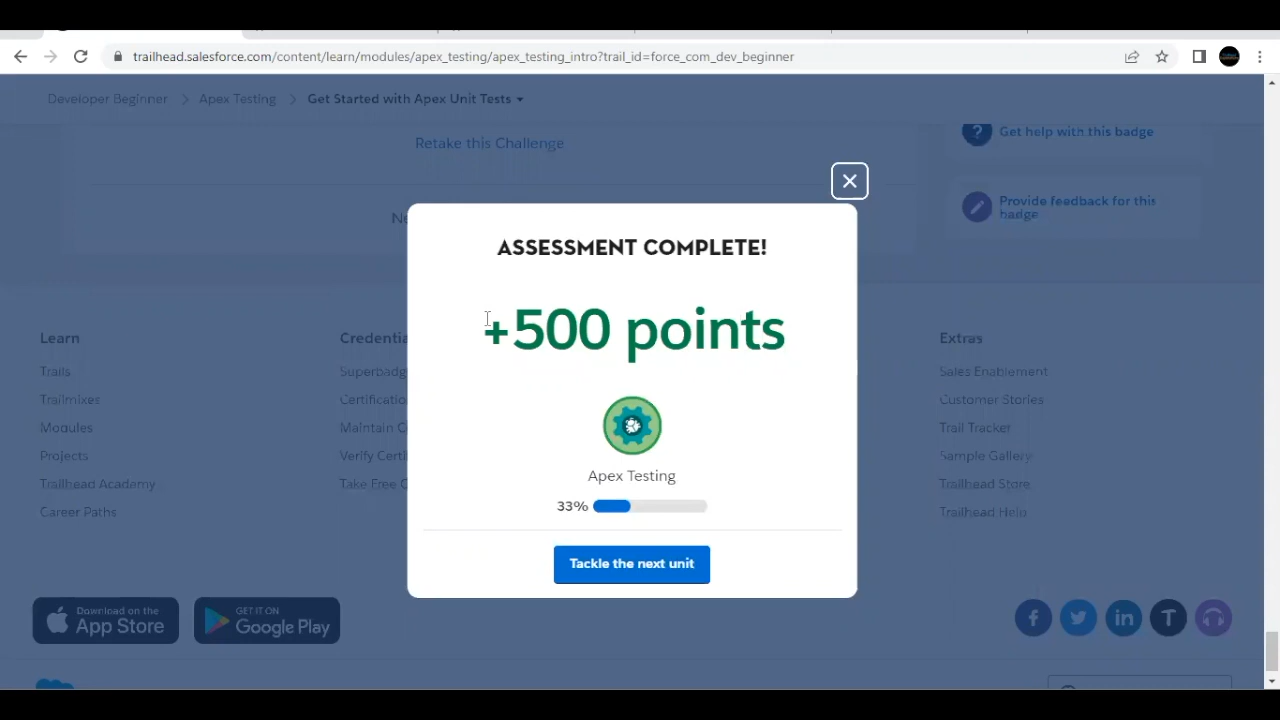 trailhead.salesforce.com/content/learn/modules/apex_testing/apex_testing_intro?trail_id=force_com_dev_beginner
Developer Beginner > Apex Testing > Get Started with Apex Unit Tests
Retake this Challenge
Get help with this badge
Provide feedback for this
badge
ASSESSMENT COMPLETE!
+500 points
Apex Testing
33%
Tackle the next unit
Learn
Trails
Trailmixes
Modules
Projects
Trailhead Academy
Career Paths
Extras
Sales Enablement
Customer Stories
Trail Tracker
Sample Gallery
Trailhead Store
Trailhead Help
Download on the
App Store
GET IT ON
Google Play